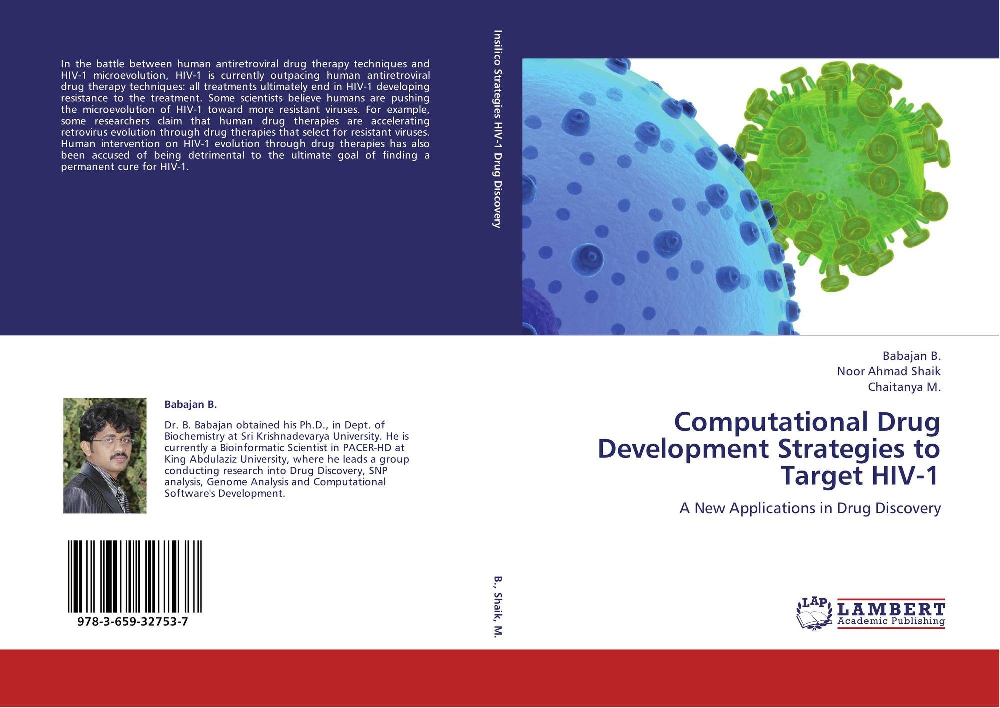 In the battle between human antiretroviral drug therapy techniques and
HIV-1 microevolution, HIV-1 is currently outpacing human antiretroviral
drug therapy techniques: all treatments ultimately end in HIV-1 developing
resistance to the treatment. Some scientists believe humans are pushing
the microevolution of HIV-1 toward more resistant viruses. For example,
some researchers claim that human drug therapies are accelerating
retrovirus evolution through drug therapies that select for resistant viruses.
Human intervention on HIV-1 evolution through drug therapies has also
been accused of being detrimental to the ultimate goal of finding a
permanent cure for HIV-1.
Babajan B.
Dr. B. Babajan obtained his Ph.D., in Dept. of
Biochemistry at Sri Krishnadevarya University. He is
currently a Bioinformatic Scientist in PACER-HD at
King Abdulaziz University, where he leads a group
conducting research into Drug Discovery, SNP
analysis, Genome Analysis and Computational
Software's Development.
978-3-659-32753-7
Insilico Strategies HIV-1 Drug Discovery
B., Shaik, M.
Babajan B.
Noor Ahmad Shaik
Chaitanya M.
Computational Drug
Development Strategies to
Target HIV-1
A New Applications in Drug Discovery
LAP
LAMBERT
Academic Publishing